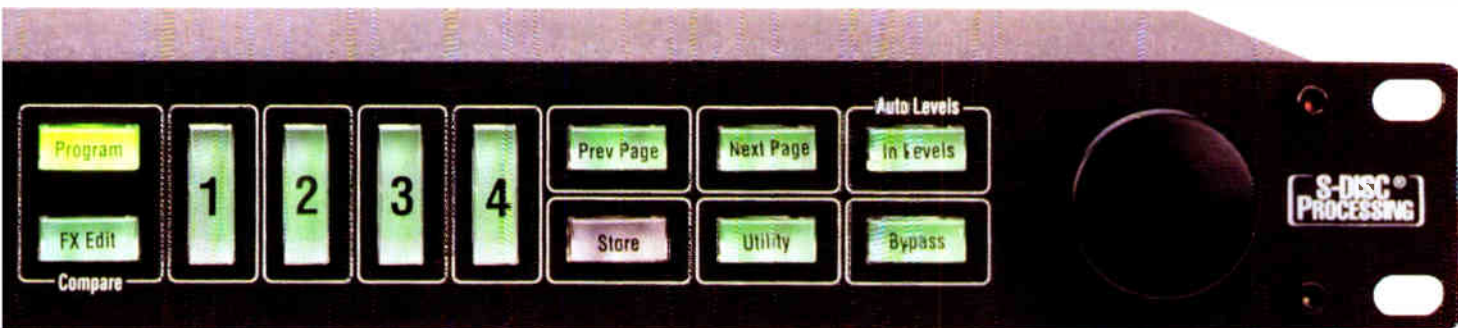 Auto Levels
Program
1
2
3
4
Prev Page
Next Page
In Levels
FX Edit
Store
Utility
Bypass
Compare
S-DISC®
PROCESSING